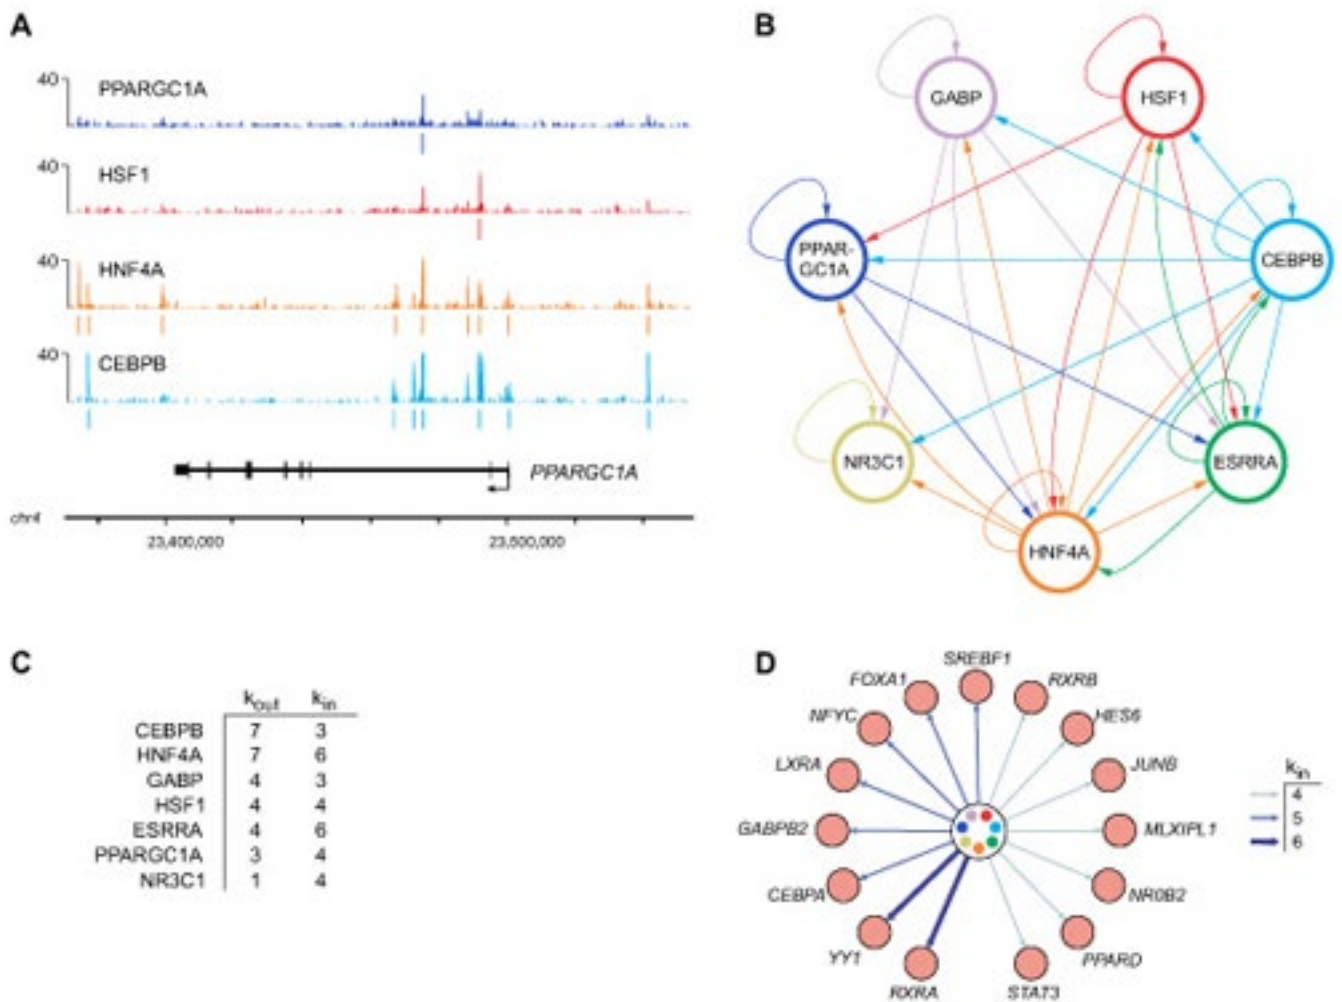 A
40
PPARGC1A
40
HSF1
40
HNF4A
40
CEBPB
PPARGC1A
chr4
23,400,000
23,500,000
B
GABP
HSF1
PPAR-
GC1A
CEBPB
NR3C1
ESRRA
HNF4A
C
kout kin
CEBPB 7 3
HNF4A 7 6
GABP 4 3
HSF1 4 4
ESRRA 4 6
PPARGC1A 3 4
NR3C1 1 4
D
SREBF1
FOXA1
RXRB
NFYC
HES6
LXRA
JUNB
GABPB2
MLXIPL1
CEBPA
NR0B2
YY1
PPARD
RXRA
STAT3
kin
4
5
6